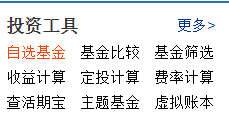 投资工具 更多>
自选基金 基金比较 基金筛选
收益计算 定投计算 费率计算
查活期宝 主题基金 虚拟账本